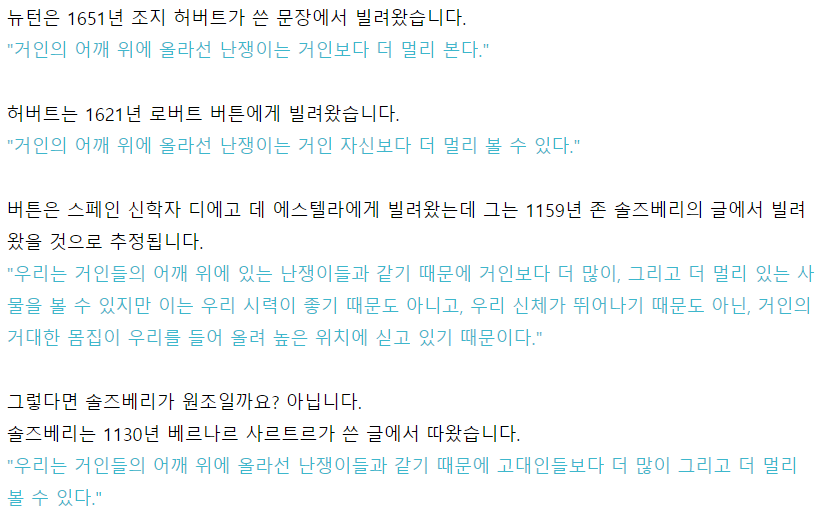 뉴턴은 1651년 조지 허버트가 쓴 문장에서 빌려왔습니다.
"거인의 어깨 위에 올라선 난쟁이는 거인보다 더 멀리 본다."
허버트는 1621년 로버트 버튼에게 빌려왔습니다.
"거인의 어깨 위에 올라선 난쟁이는 거인 자신보다 더 멀리 볼 수 있다."
버튼은 스페인 신학자 디에고 데 에스텔라에게 빌려왔는데 그는 1159년 존 솔즈베리의 글에서 빌려
왔을 것으로 추정됩니다.
"우리는 거인들의 어깨 위에 있는 난쟁이들과 같기 때문에 거인보다 더 많이, 그리고 더 멀리 있는 사
물을 볼 수 있지만 이는 우리 시력이 좋기 때문도 아니고, 우리 신체가 뛰어나기 때문도 아닌, 거인의
거대한 몸집이 우리를 들어 올려 높은 위치에 싣고 있기 때문이다."
그렇다면 솔즈베리가 원조일까요? 아닙니다.
솔즈베리는 1130년 베르나르 사르트르가 쓴 글에서 따왔습니다.
"우리는 거인들의 어깨 위에 올라선 난쟁이들과 같기 때문에 고대인들보다 더 많이 그리고 더 멀리
볼 수 있다."